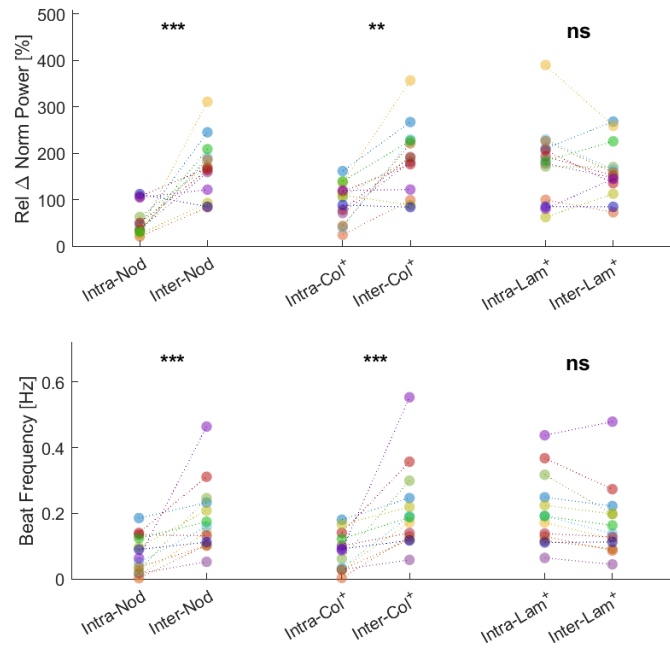 500
400
300
200
100
0
Rel Δ Norm Power [%]
*** ** ns
Intra-Nod Inter-Nod Intra-Col⁺ Inter-Col⁺ Intra-Lam⁺ Inter-Lam⁺
0.6
0.4
0.2
0
Beat Frequency [Hz]
*** *** ns
Intra-Nod Inter-Nod Intra-Col⁺ Inter-Col⁺ Intra-Lam⁺ Inter-Lam⁺